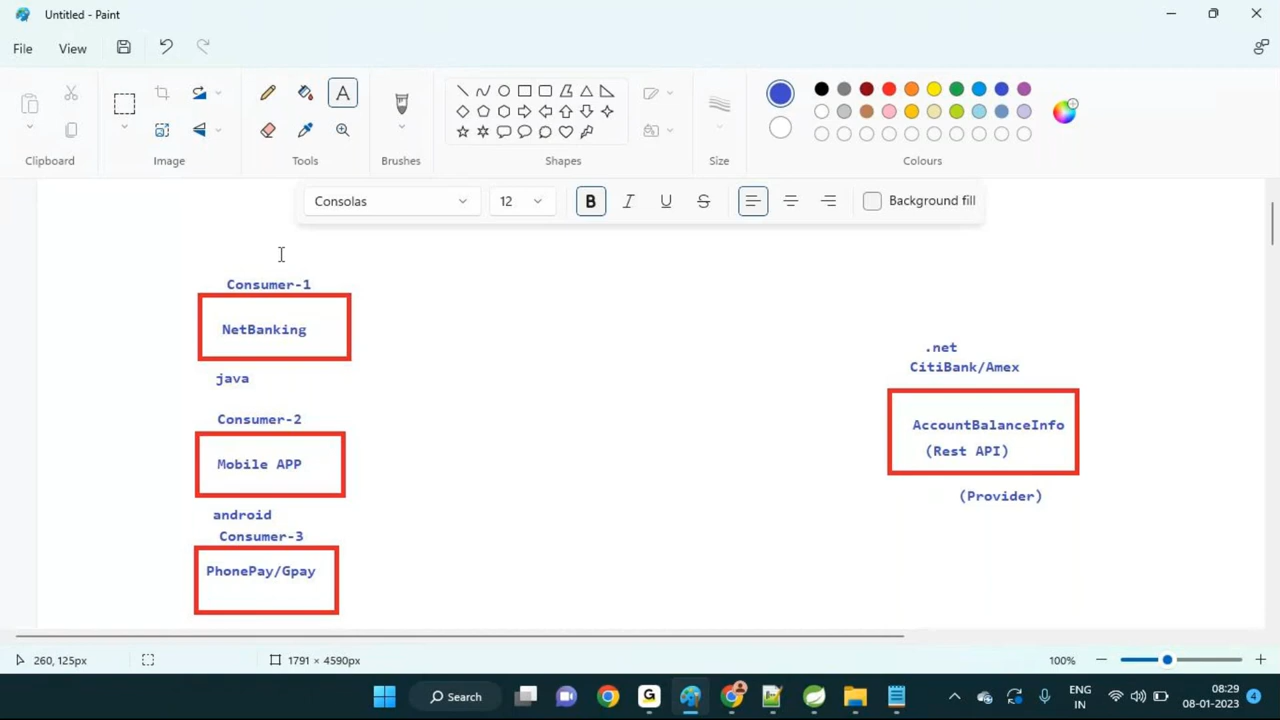 Untitled - Paint
File
View
Clipboard
Image
Tools
Brushes
Shapes
Size
Colours
Consolas
12
B
I
U
S
Background fill
Consumer-1
NetBanking
java
Consumer-2
Mobile APP
android
Consumer-3
PhonePay/Gpay
.net
CitiBank/Amex
AccountBalanceInfo
(Rest API)
(Provider)
260, 125px
1791 × 4590px
100%
Search
ENG
IN
08:29
08-01-2023
4